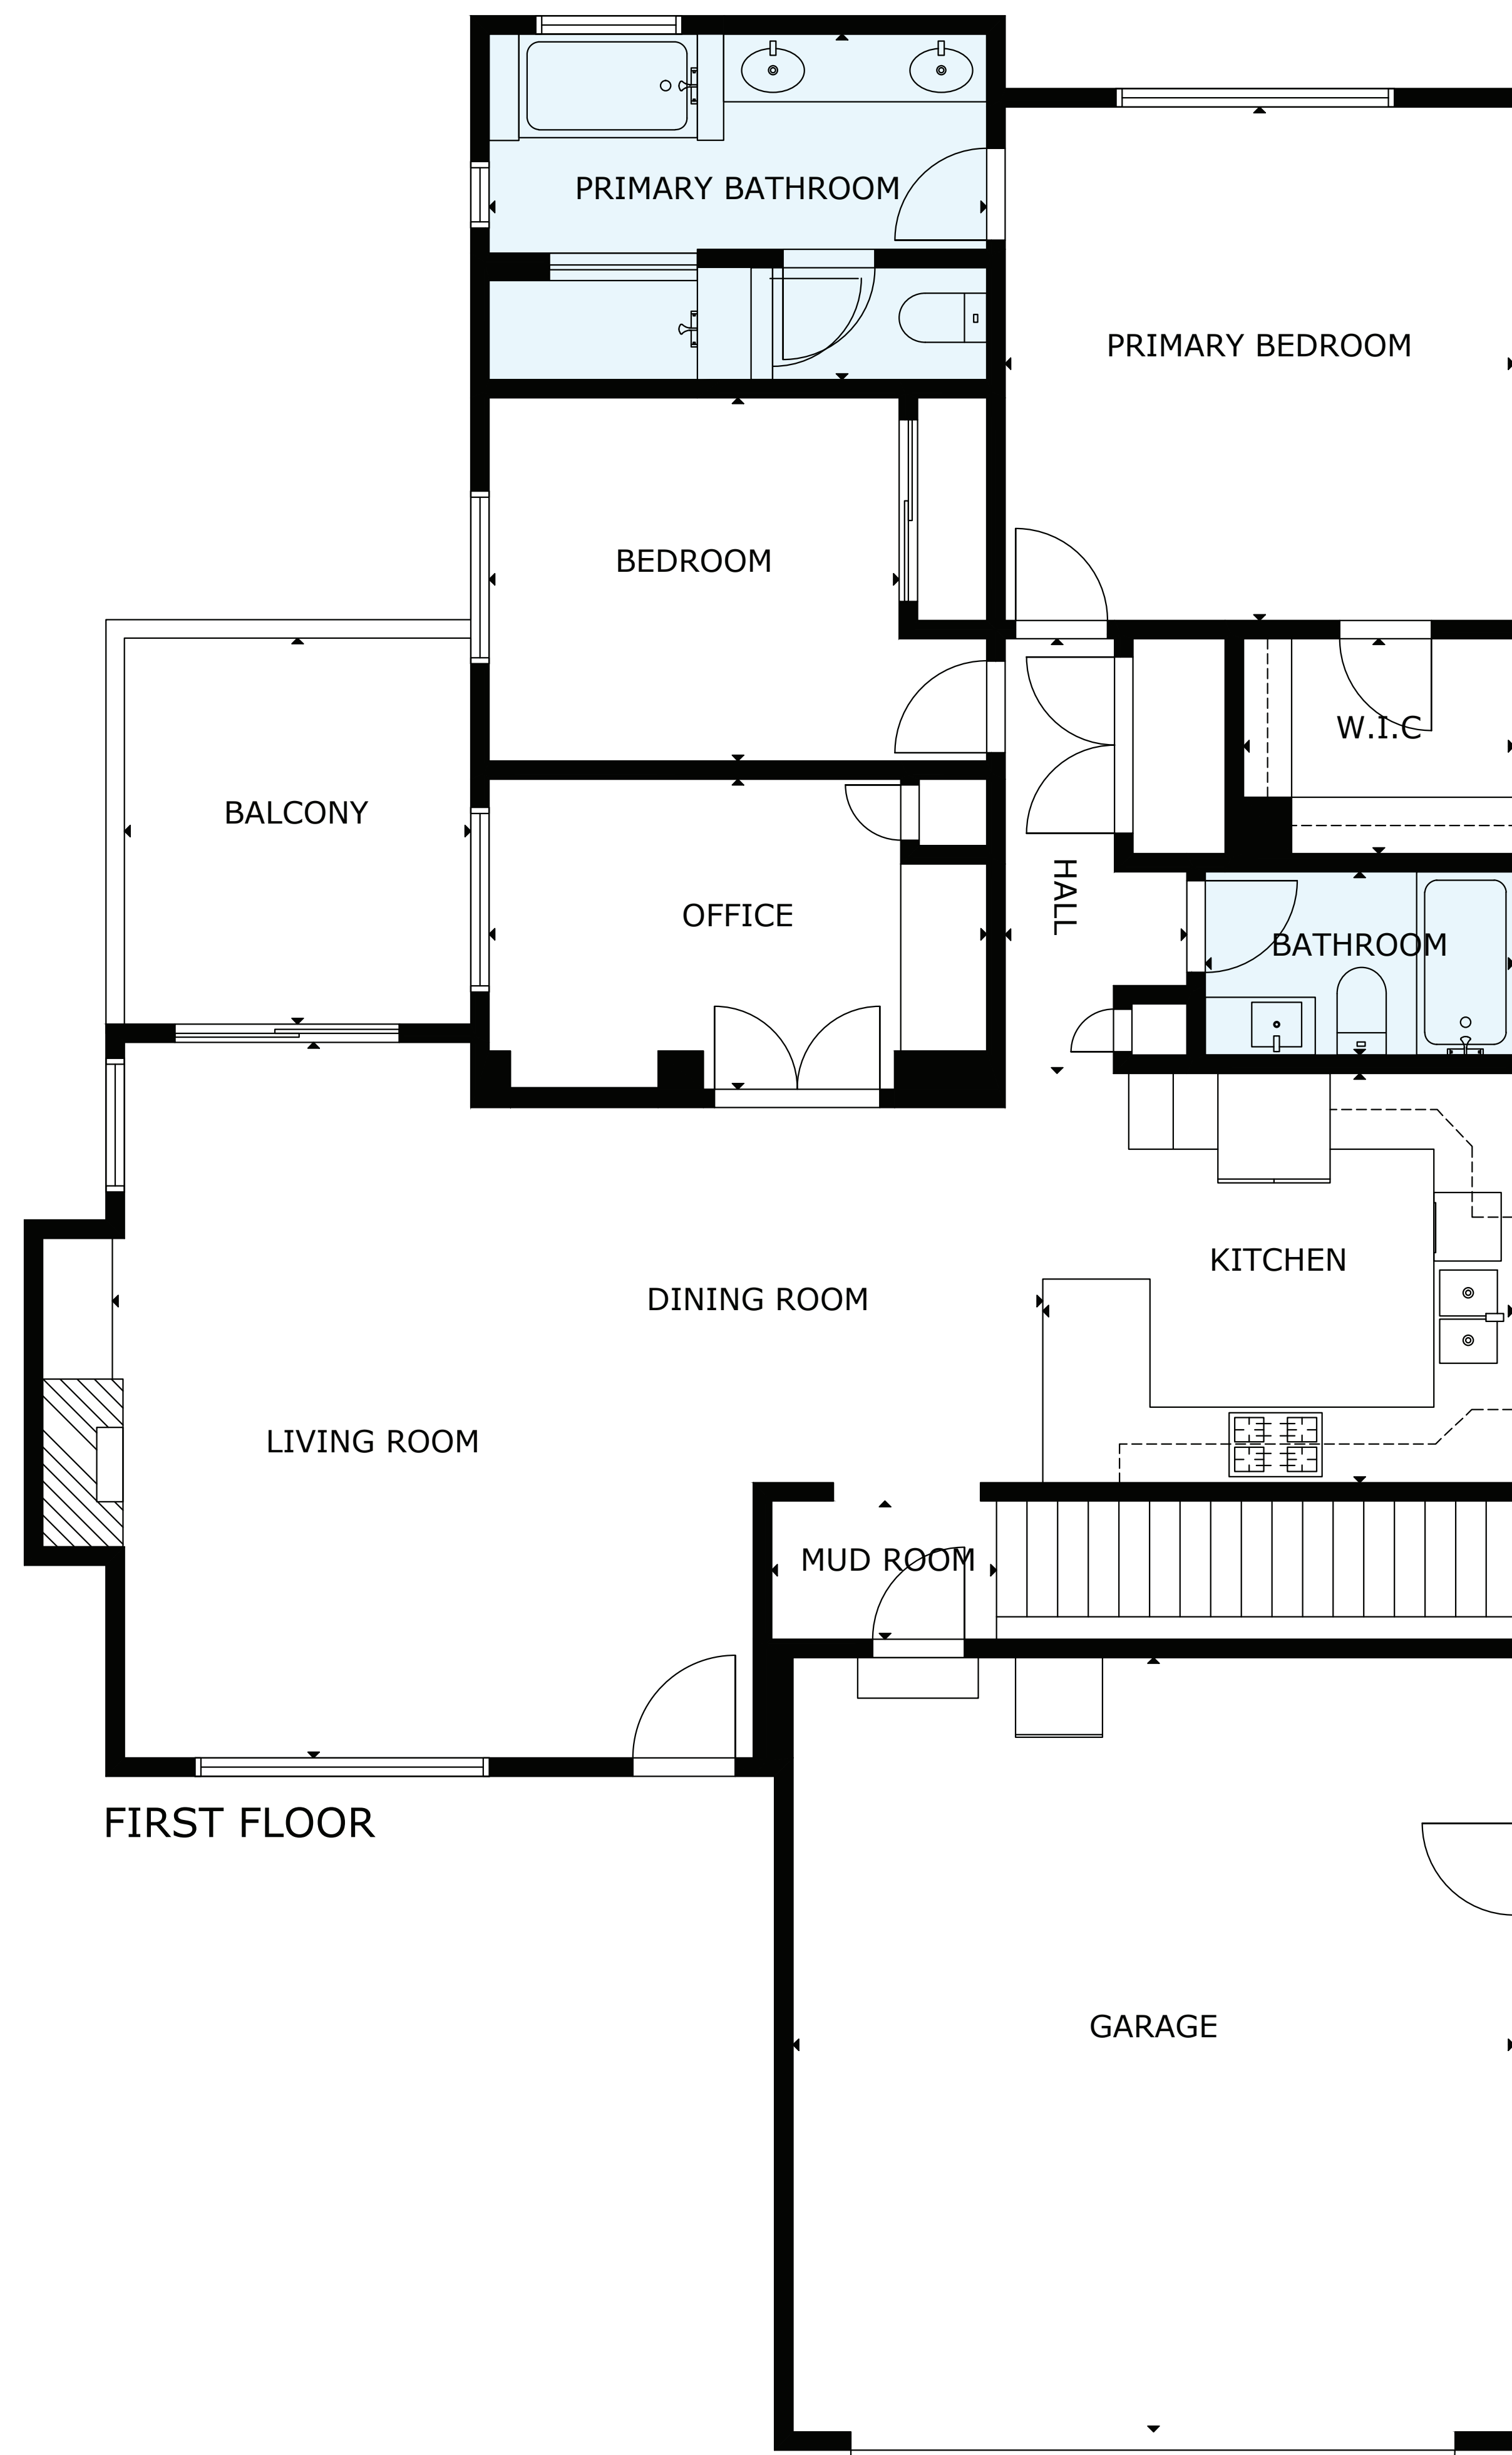 PRIMARY BATHROOM
PRIMARY BEDROOM
BEDROOM
W.I.C
BALCONY
HALL
OFFICE
BATHROOM
KITCHEN
DINING ROOM
LIVING ROOM
MUD ROOM
FIRST FLOOR
GARAGE